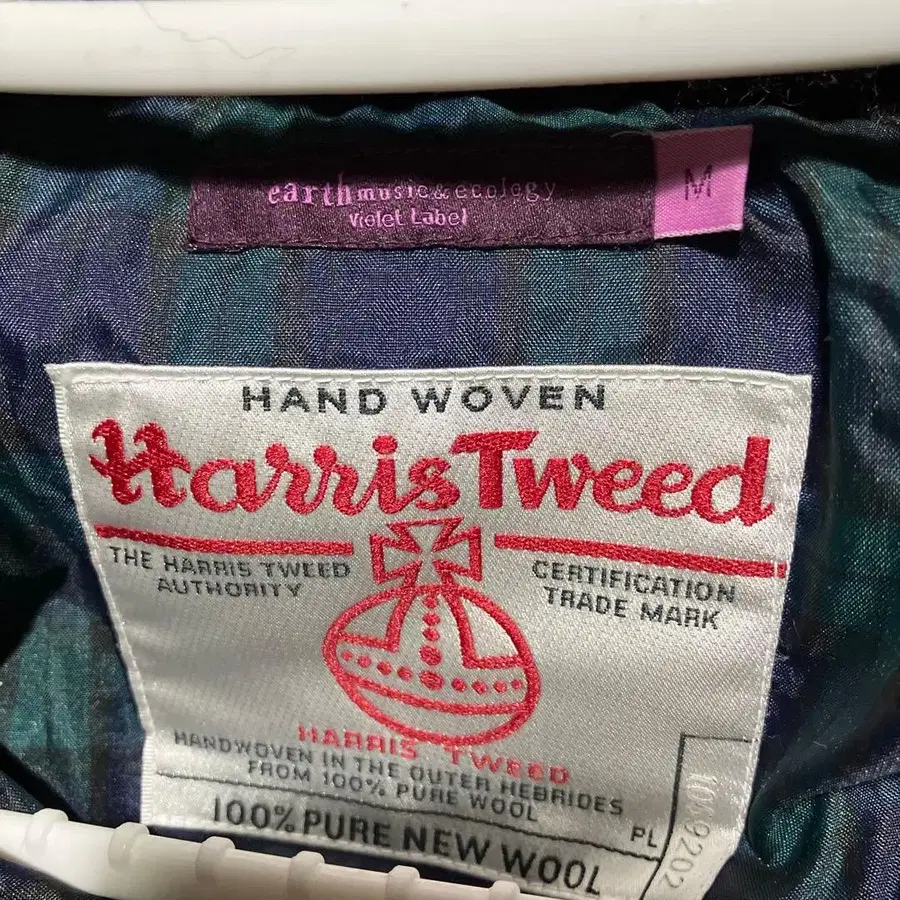 earth music & ecology
Violet Label
M
HAND WOVEN
Harris Tweed
THE HARRIS TWEED
AUTHORITY
CERTIFICATION
TRADE MARK
HARRIS TWEED
HANDWOVEN IN THE OUTER HEBRIDES
FROM 100% PURE WOOL
100% PURE NEW WOOL
PL